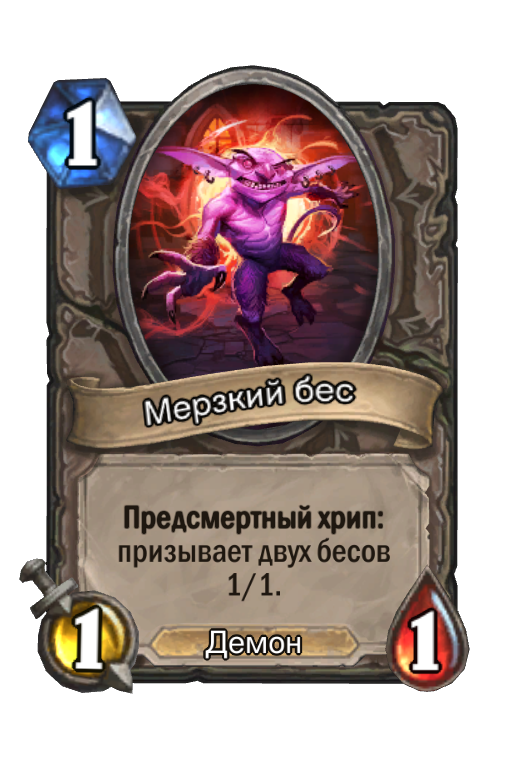 1
Мерзкий бес
Предсмертный хрип:
призывает двух бесов
1/1.
1
Демон
1